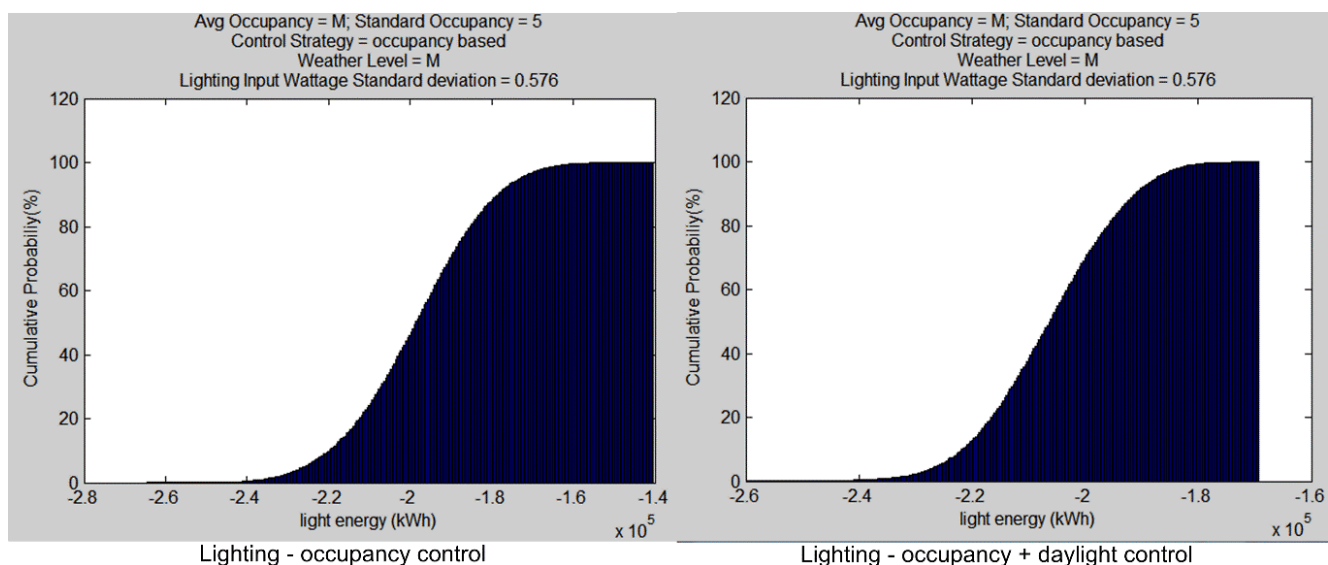 Avg Occupancy = M; Standard Occupancy = 5
Control Strategy = occupancy based
Weather Level = M
Lighting Input Wattage Standard deviation = 0.576
120
100
80
60
40
20
0
Cumulative Probabiliy(%)
-2.8 -2.6 -2.4 -2.2 -2 -1.8 -1.6 -1.4
light energy (kWh)
x 10^5
Lighting - occupancy control
Avg Occupancy = M; Standard Occupancy = 5
Control Strategy = occupancy based
Weather Level = M
Lighting Input Wattage Standard deviation = 0.576
120
100
80
60
40
20
0
Cumulative Probabiliy(%)
-2.6 -2.4 -2.2 -2 -1.8 -1.6
light energy (kWh)
x 10^5
Lighting - occupancy + daylight control